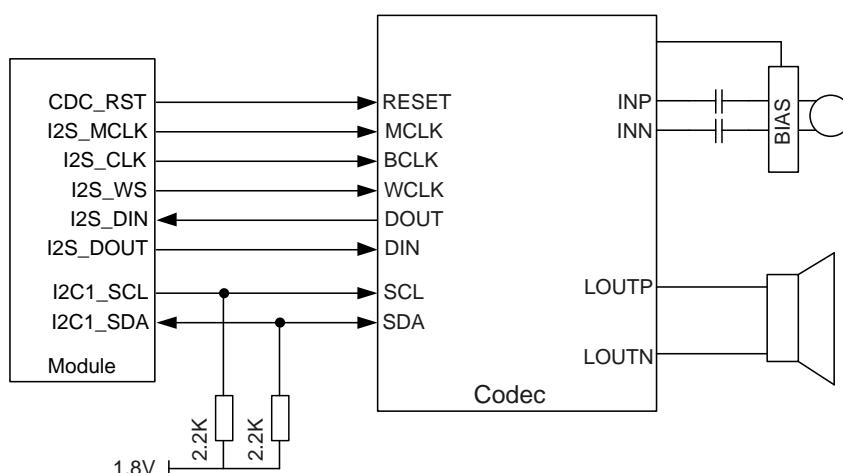 CDC_RST
I2S_MCLK
I2S_CLK
I2S_WS
I2S_DIN
I2S_DOUT
I2C1_SCL
I2C1_SDA
Module
RESET
MCLK
BCLK
WCLK
DOUT
DIN
SCL
SDA
INP
INN
LOUTP
LOUTN
Codec
BIAS
2.2K
2.2K
1.8V